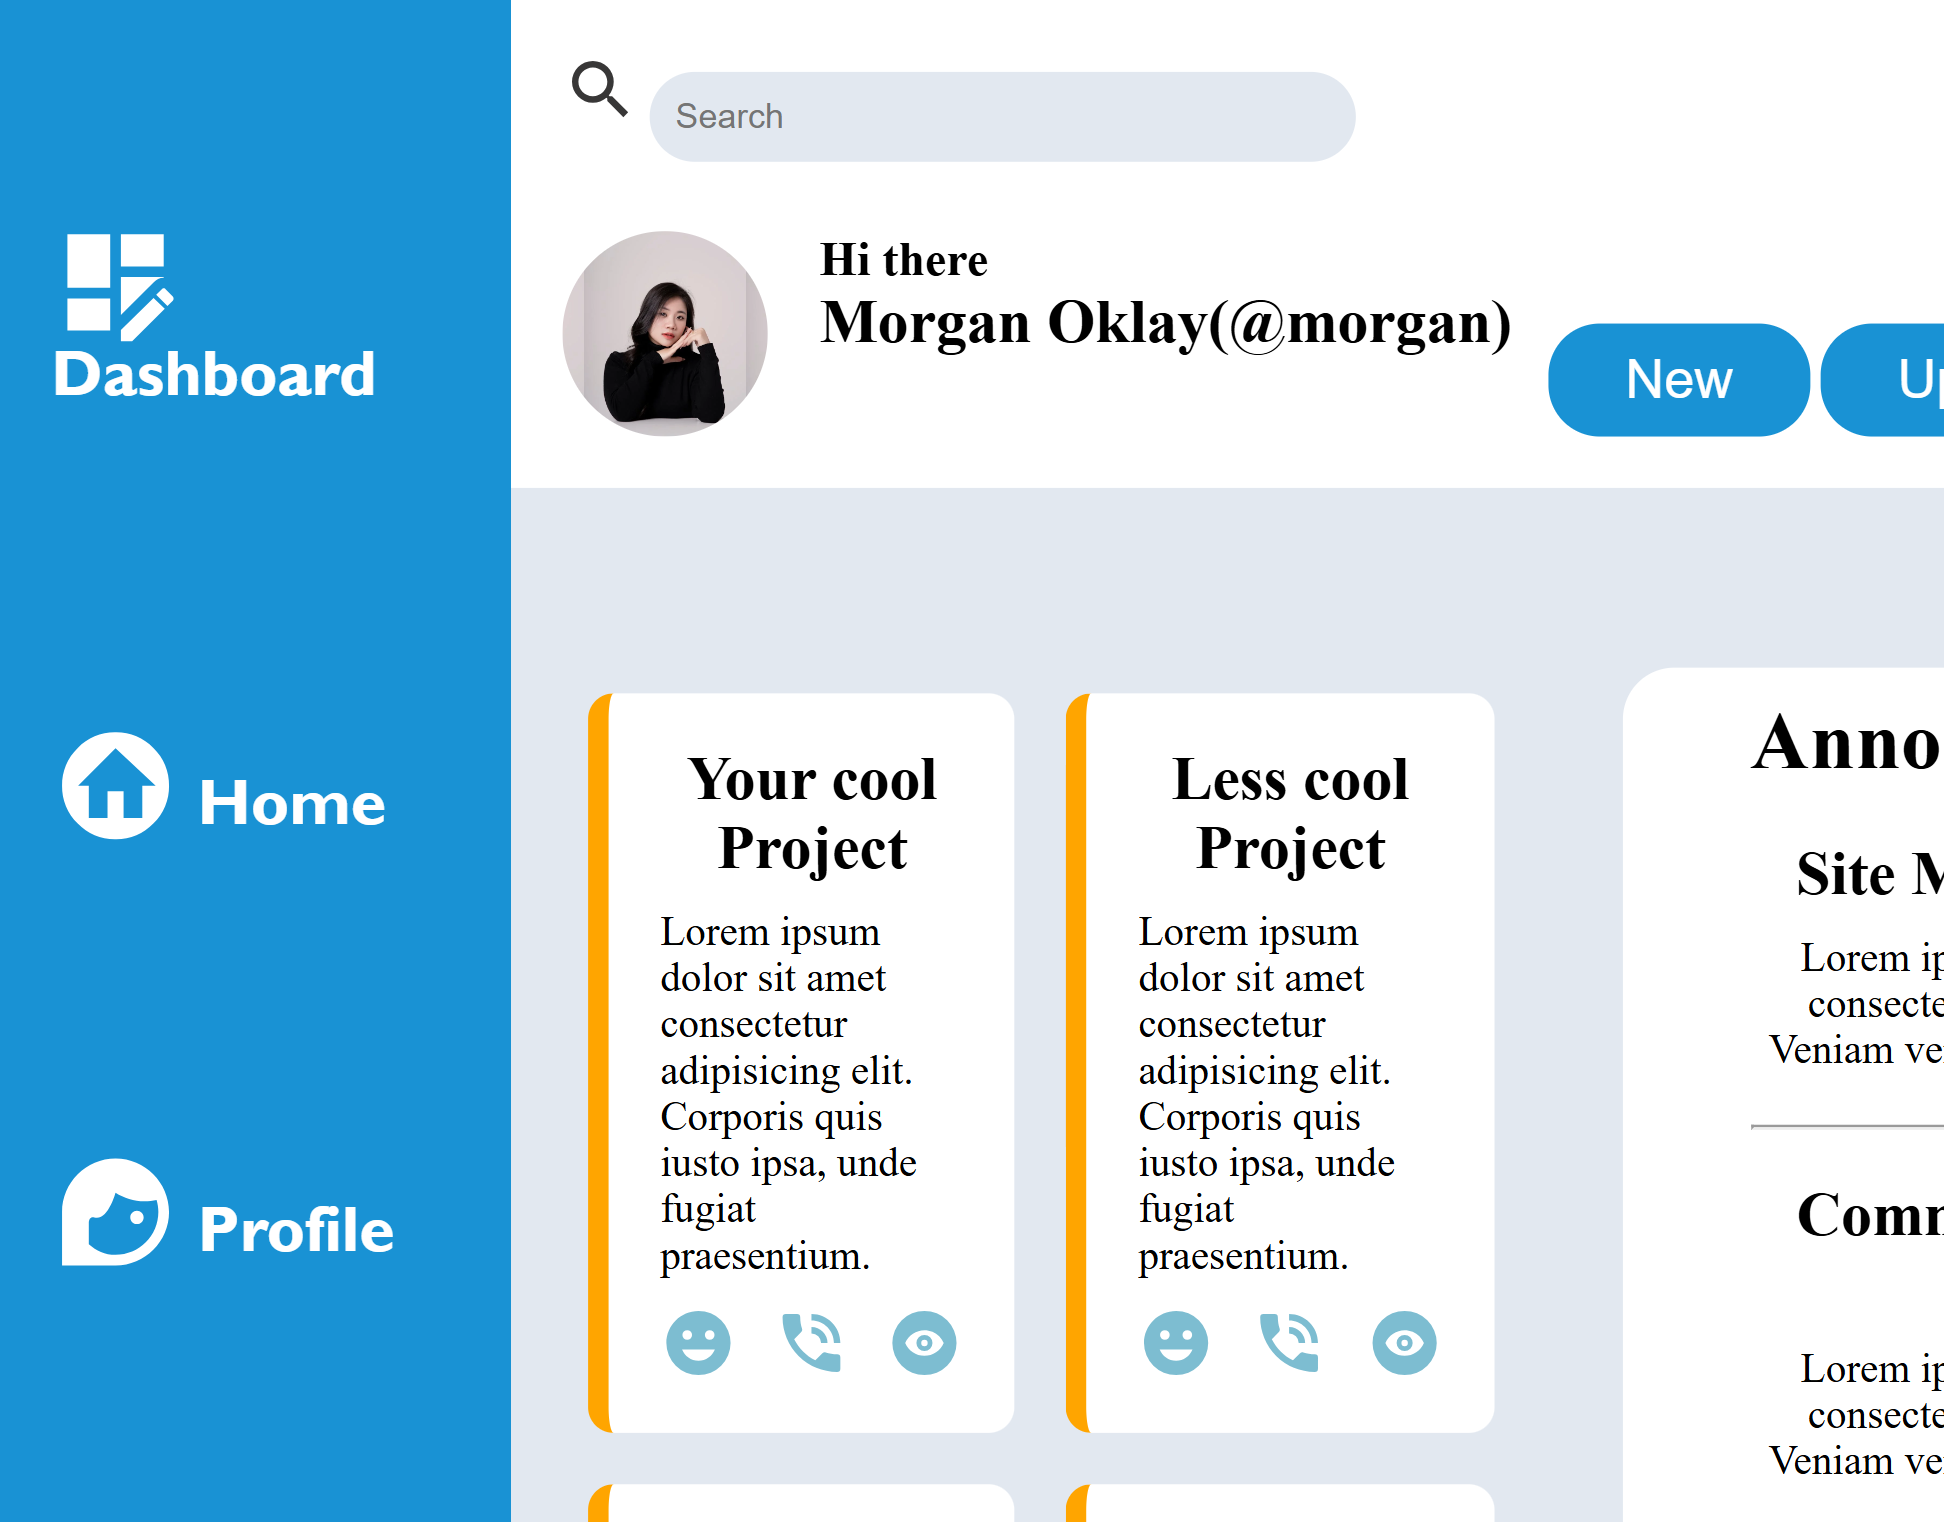 Search
Hi there
Morgan Oklay(@morgan)
New
Up
Dashboard
Home
Profile
Your cool
Project
Lorem ipsum
dolor sit amet
consectetur
adipisicing elit.
Corporis quis
iusto ipsa, unde
fugiat
praesentium.
Less cool
Project
Lorem ipsum
dolor sit amet
consectetur
adipisicing elit.
Corporis quis
iusto ipsa, unde
fugiat
praesentium.
Anno
Site M
Lorem ip
consecte
Veniam ve
Comm
Lorem ip
consecte
Veniam ve